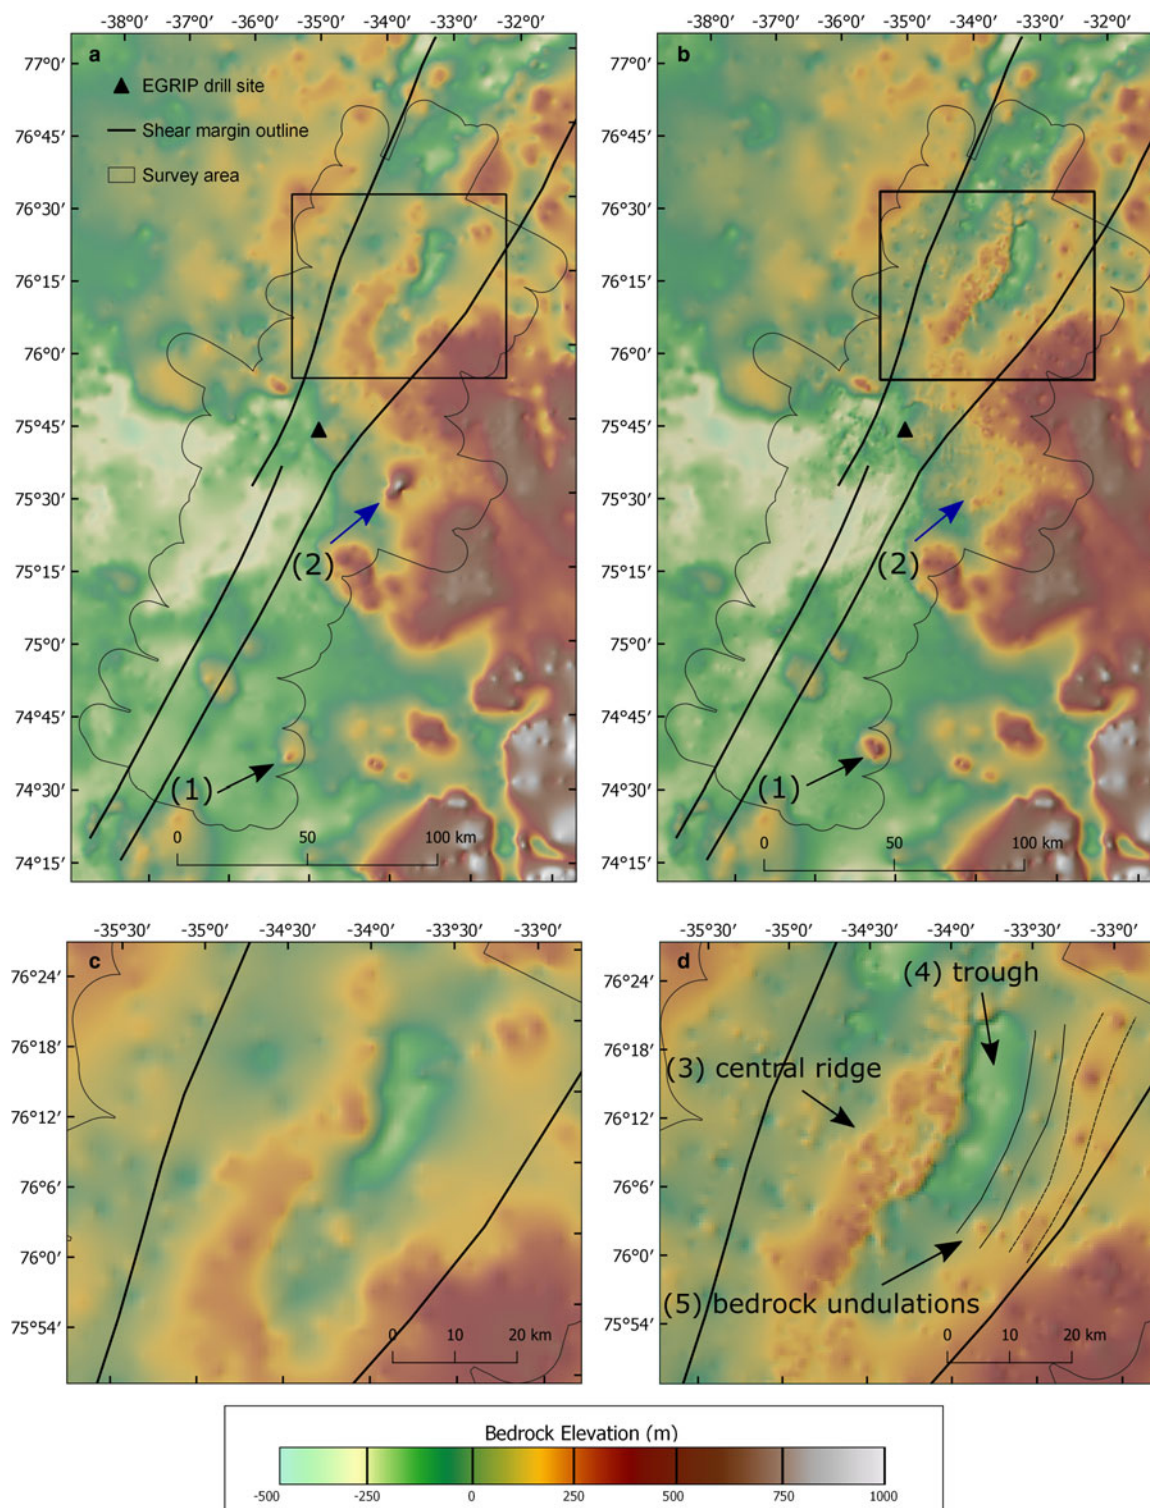 -38°0' -37°0' -36°0' -35°0' -34°0' -33°0' -32°0'
-38°0' -37°0' -36°0' -35°0' -34°0' -33°0' -32°0'
a
b
77°0'
76°45'
76°30'
76°15'
76°0'
75°45'
75°30'
75°15'
75°0'
74°45'
74°30'
74°15'
EGRIP drill site
Shear margin outline
Survey area
(2)
(1)
0 50 100 km
77°0'
76°45'
76°30'
76°15'
76°0'
75°45'
75°30'
75°15'
75°0'
74°45'
74°30'
74°15'
(2)
(1)
0 50 100 km
-35°30' -35°0' -34°30' -34°0' -33°30' -33°0'
-35°30' -35°0' -34°30' -34°0' -33°30' -33°0'
c
d
76°24'
76°18'
76°12'
76°6'
76°0'
75°54'
0 10 20 km
76°24'
76°18'
76°12'
76°6'
76°0'
75°54'
(4) trough
(3) central ridge
(5) bedrock undulations
0 10 20 km
Bedrock Elevation (m)
-500 -250 0 250 500 750 1000